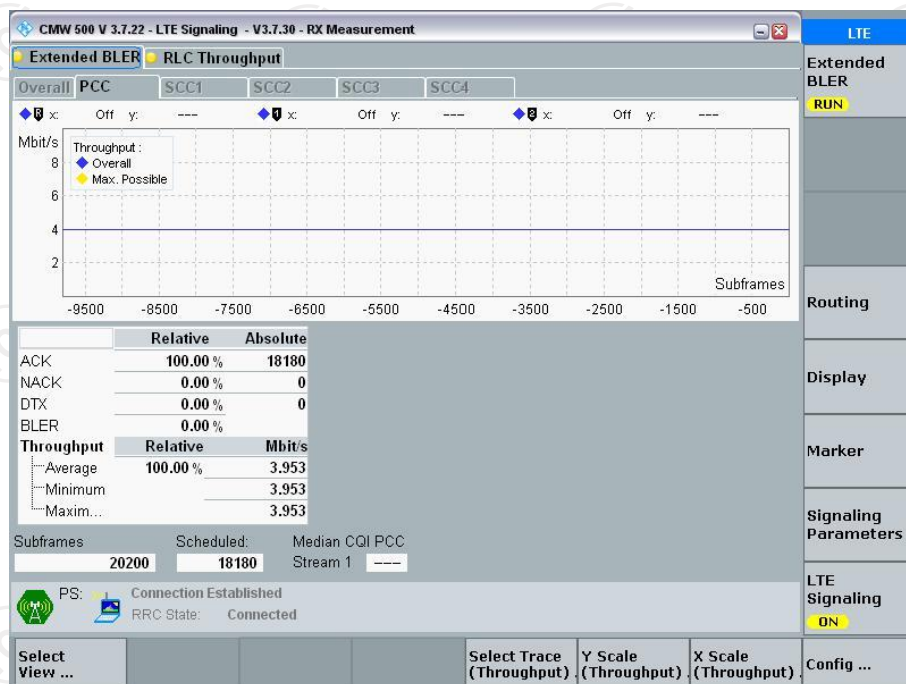 CMW 500 V 3.7.22 - LTE Signaling - V3.7.30 - RX Measurement
LTE
Extended BLER RLC Throughput
Extended
BLER
RUN
Overall PCC SCC1 SCC2 SCC3 SCC4
R x: Off y: --- 1 x: Off y: --- 2 x: Off y: ---
Mbit/s
Throughput :
Overall
Max. Possible
8
6
4
2
Subframes
-9500 -8500 -7500 -6500 -5500 -4500 -3500 -2500 -1500 -500
Routing
Relative Absolute
ACK 100.00 % 18180
NACK 0.00 % 0
DTX 0.00 % 0
BLER 0.00 %
Throughput Relative Mbit/s
Average 100.00 % 3.953
Minimum 3.953
Maxim... 3.953
Display
Marker
Signaling
Parameters
Subframes Scheduled: Median CQI PCC
20200 18180 Stream 1 ---
PS: Connection Established
RRC State: Connected
LTE
Signaling
ON
Select
View ...
Select Trace
(Throughput) .
Y Scale
(Throughput) .
X Scale
(Throughput) .
Config ...